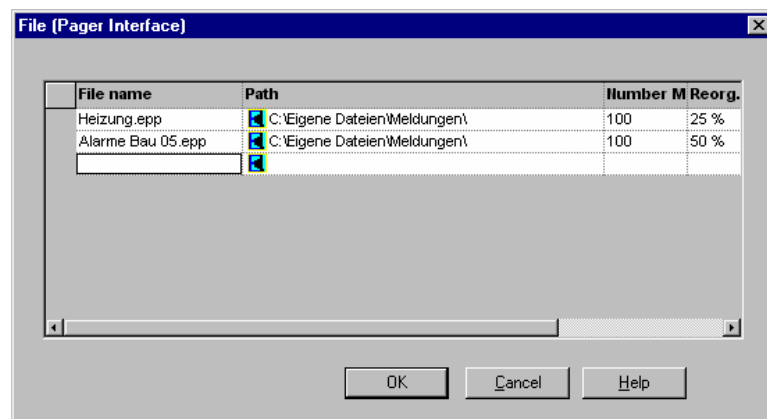 File (Pager Interface)
File name Path Number M Reorg.
Heizung.epp C:\Eigene Dateien\Meldungen\ 100 25 %
Alarme Bau 05.epp C:\Eigene Dateien\Meldungen\ 100 50 %
OK Cancel Help